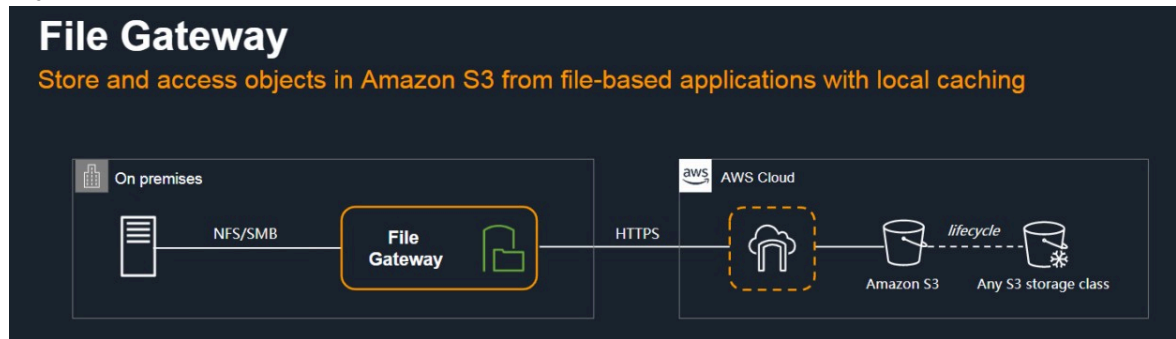 File Gateway
Store and access objects in Amazon S3 from file-based applications with local caching
On premises
aws
AWS Cloud
NFS/SMB
File
Gateway
HTTPS
lifecycle
Amazon S3
Any S3 storage class